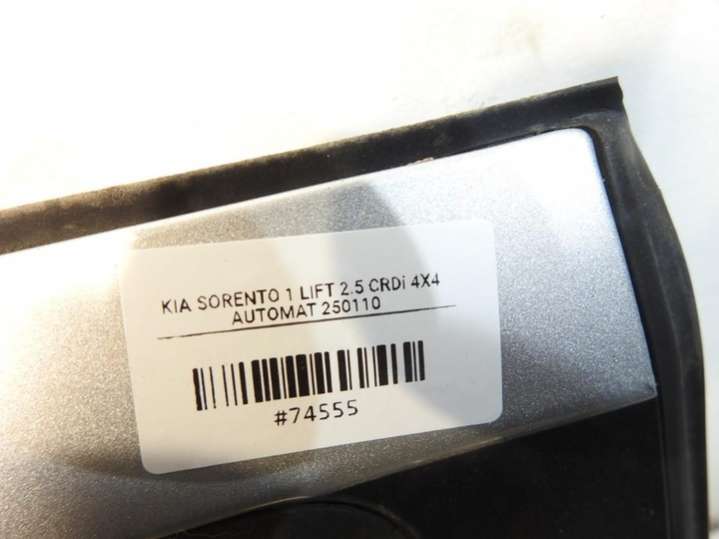 KIA SORENTO 1 LIFT 2.5 CRDi 4X4
AUTOMAT 250110
#74555